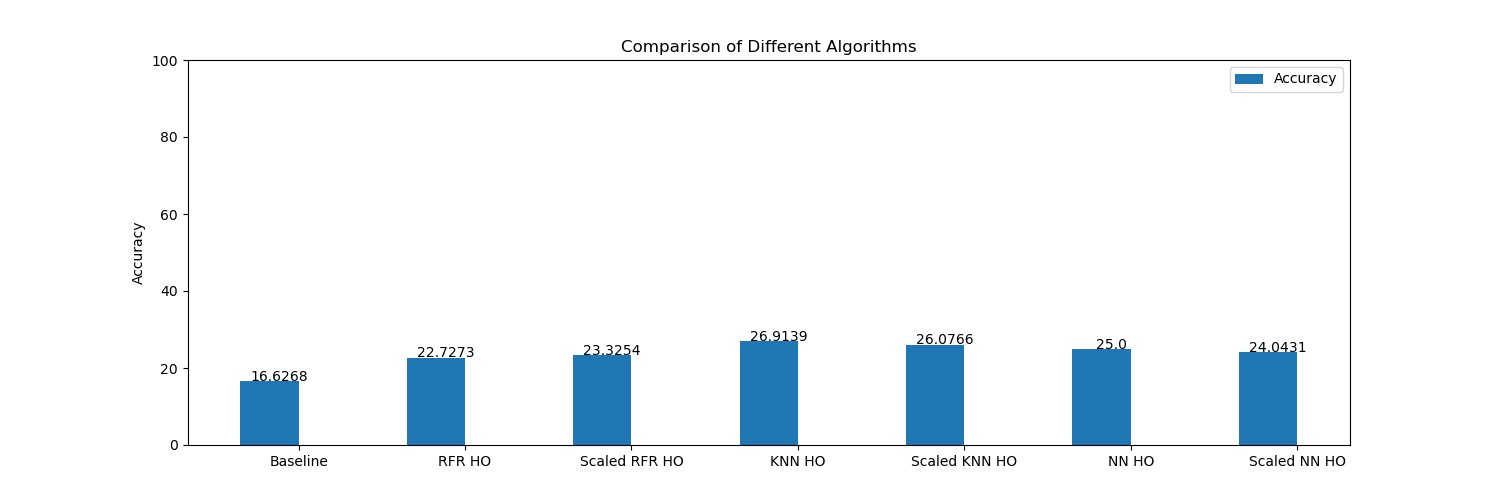 Comparison of Different Algorithms
100
80
60
40
20
0
Accuracy
Accuracy
16.6268
22.7273
23.3254
26.9139
26.0766
25.0
24.0431
Baseline
RFR HO
Scaled RFR HO
KNN HO
Scaled KNN HO
NN HO
Scaled NN HO